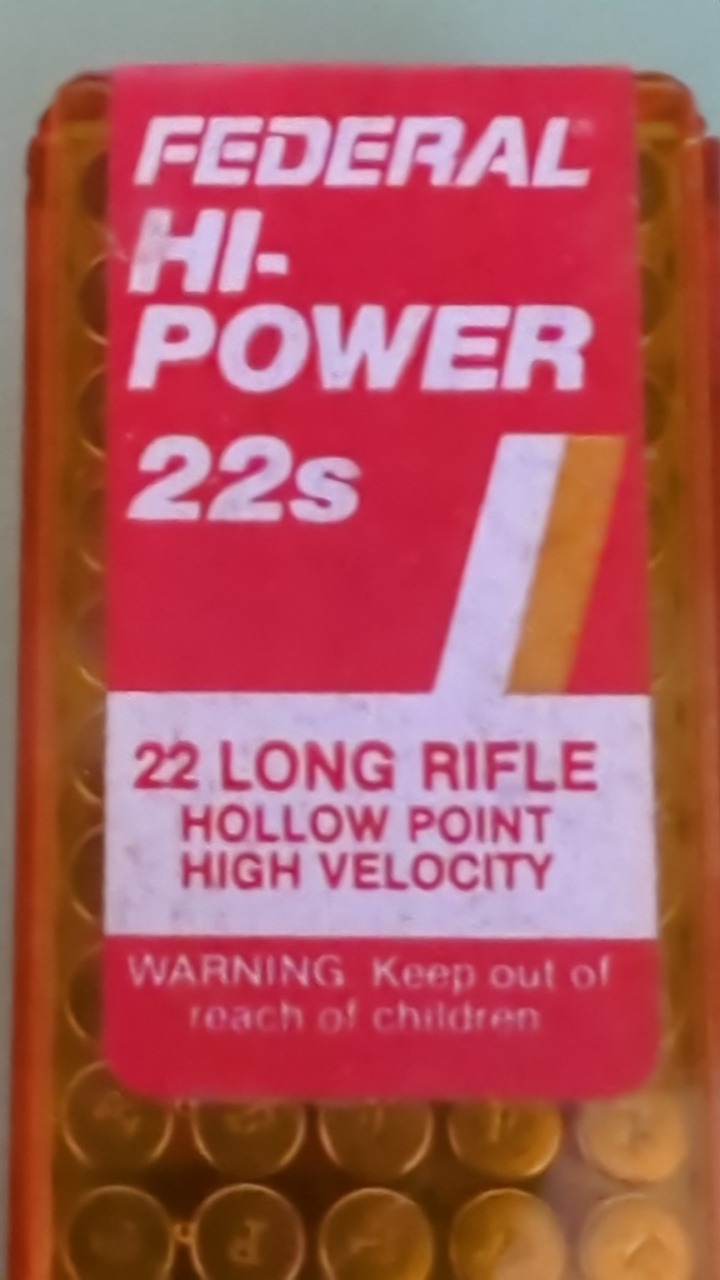 FEDERAL
HI-
POWER
22s
22 LONG RIFLE
HOLLOW POINT
HIGH VELOCITY
WARNING. Keep out of
reach of children